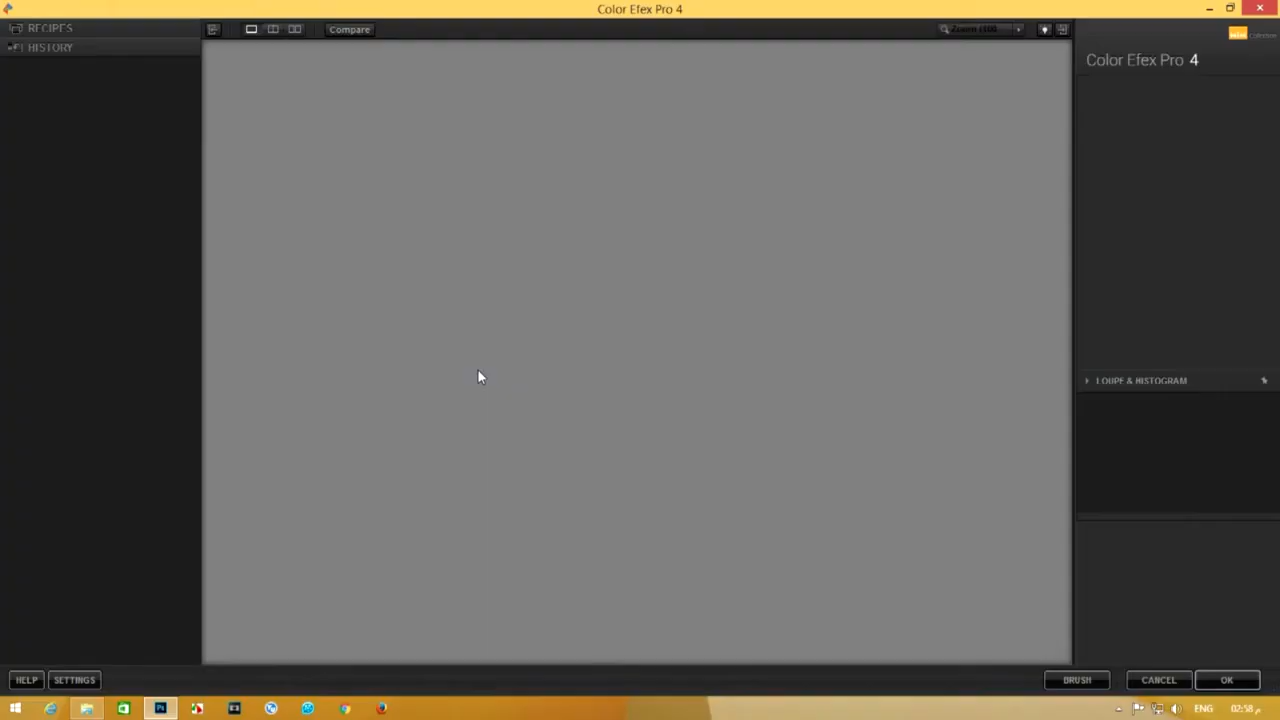 Color Efex Pro 4
RECIPES
HISTORY
Compare
Color Efex Pro 4
LOUPE & HISTOGRAM
HELP
SETTINGS
BRUSH
CANCEL
OK
ENG
02:58 م